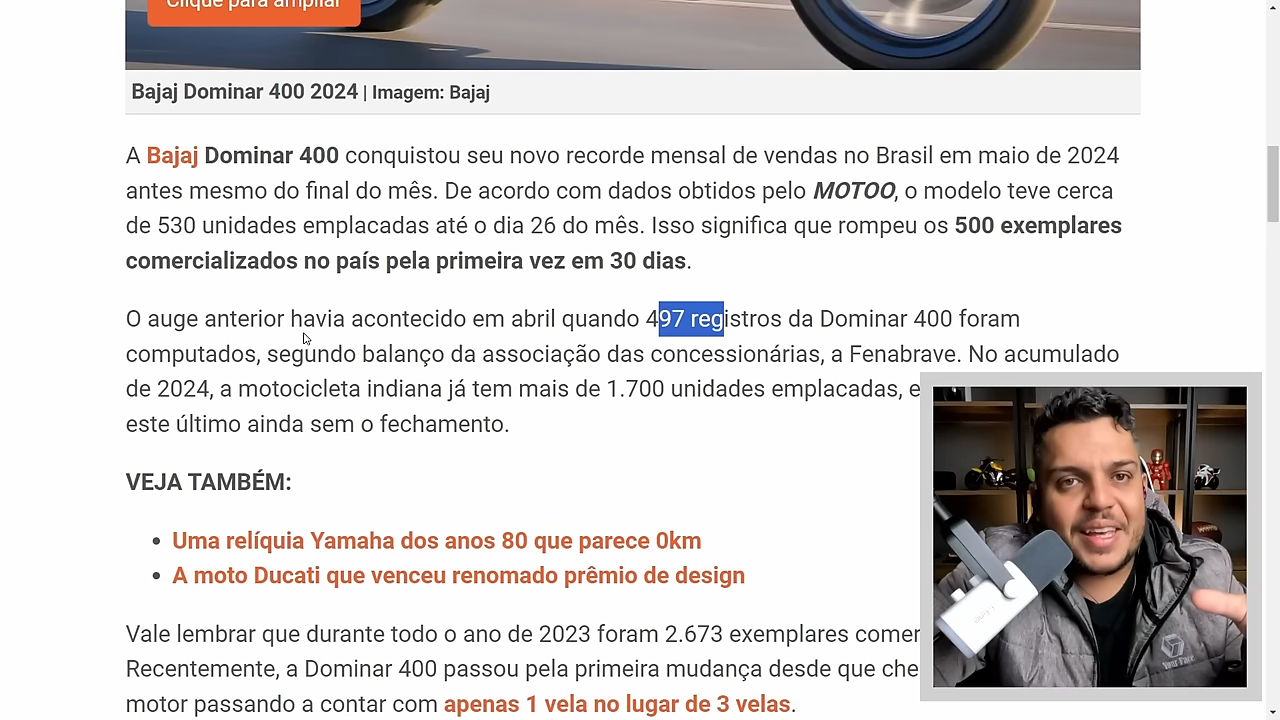 Clique para ampliar
Bajaj Dominar 400 2024 | Imagem: Bajaj
A Bajaj Dominar 400 conquistou seu novo recorde mensal de vendas no Brasil em maio de 2024
antes mesmo do final do mês. De acordo com dados obtidos pelo MOTOO, o modelo teve cerca
de 530 unidades emplacadas até o dia 26 do mês. Isso significa que rompeu os 500 exemplares
comercializados no país pela primeira vez em 30 dias.
O auge anterior havia acontecido em abril quando 497 registros da Dominar 400 foram
computados, segundo balanço da associação das concessionárias, a Fenabrave. No acumulado
de 2024, a motocicleta indiana já tem mais de 1.700 unidades emplacadas, e
este último ainda sem o fechamento.
VEJA TAMBÉM:
• Uma relíquia Yamaha dos anos 80 que parece 0km
• A moto Ducati que venceu renomado prêmio de design
Vale lembrar que durante todo o ano de 2023 foram 2.673 exemplares comer
Recentemente, a Dominar 400 passou pela primeira mudança desde que che
motor passando a contar com apenas 1 vela no lugar de 3 velas.